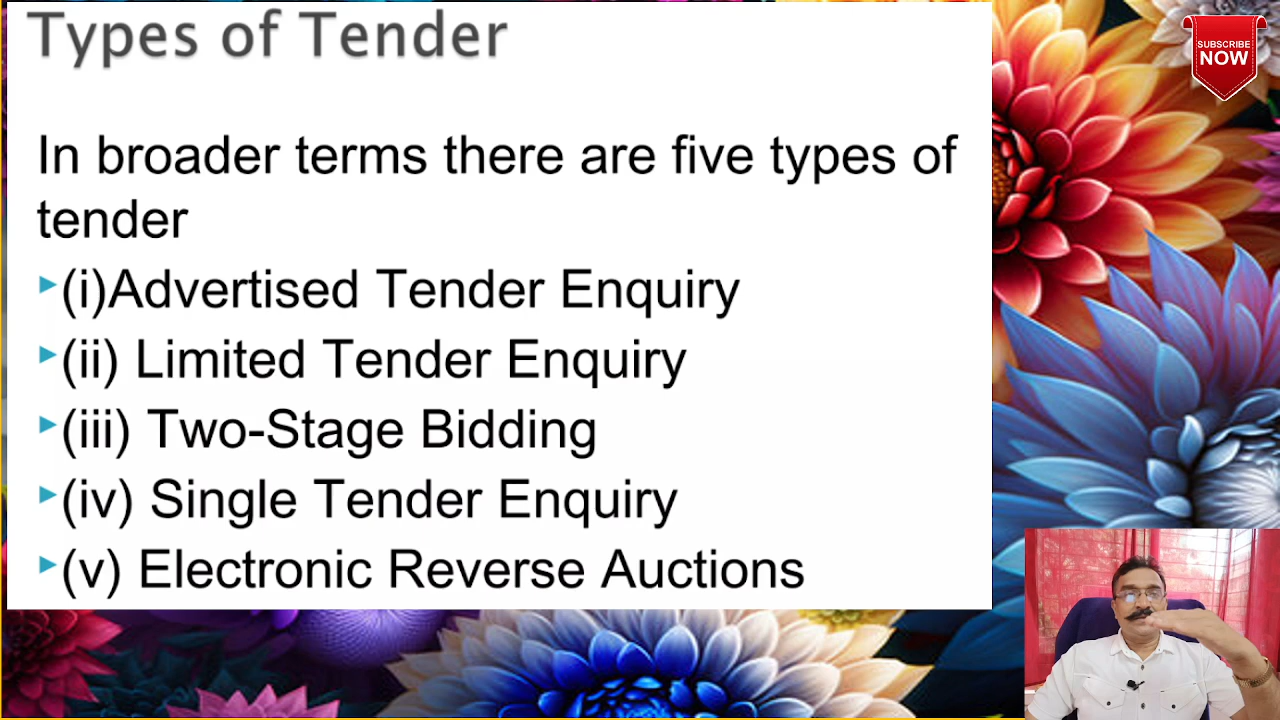 Types of Tender
SUBSCRIBE
NOW
In broader terms there are five types of
tender
(i)Advertised Tender Enquiry
(ii) Limited Tender Enquiry
(iii) Two-Stage Bidding
(iv) Single Tender Enquiry
(v) Electronic Reverse Auctions